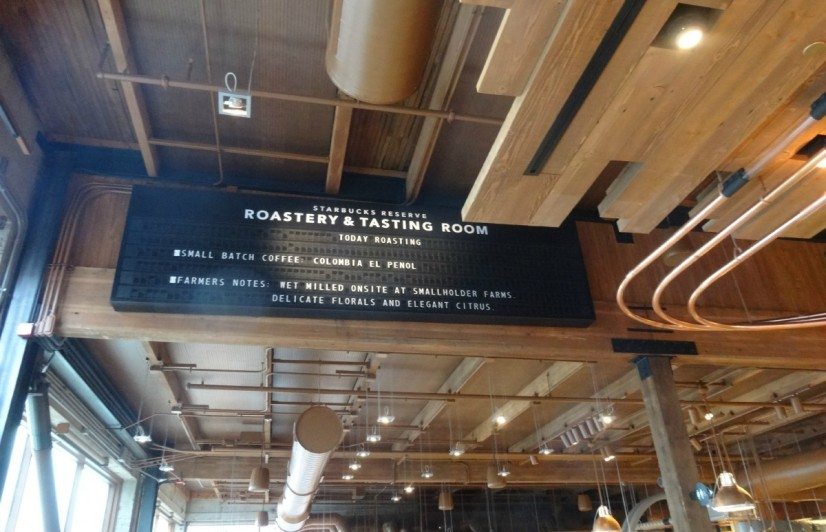 STARBUCKS RESERVE
ROASTERY & TASTING ROOM
TODAY ROASTING
SMALL BATCH COFFEE: COLOMBIA EL PENOL
FARMERS NOTES: WET MILLED ONSITE AT SMALLHOLDER FARMS.
DELICATE FLORALS AND ELEGANT CITRUS.